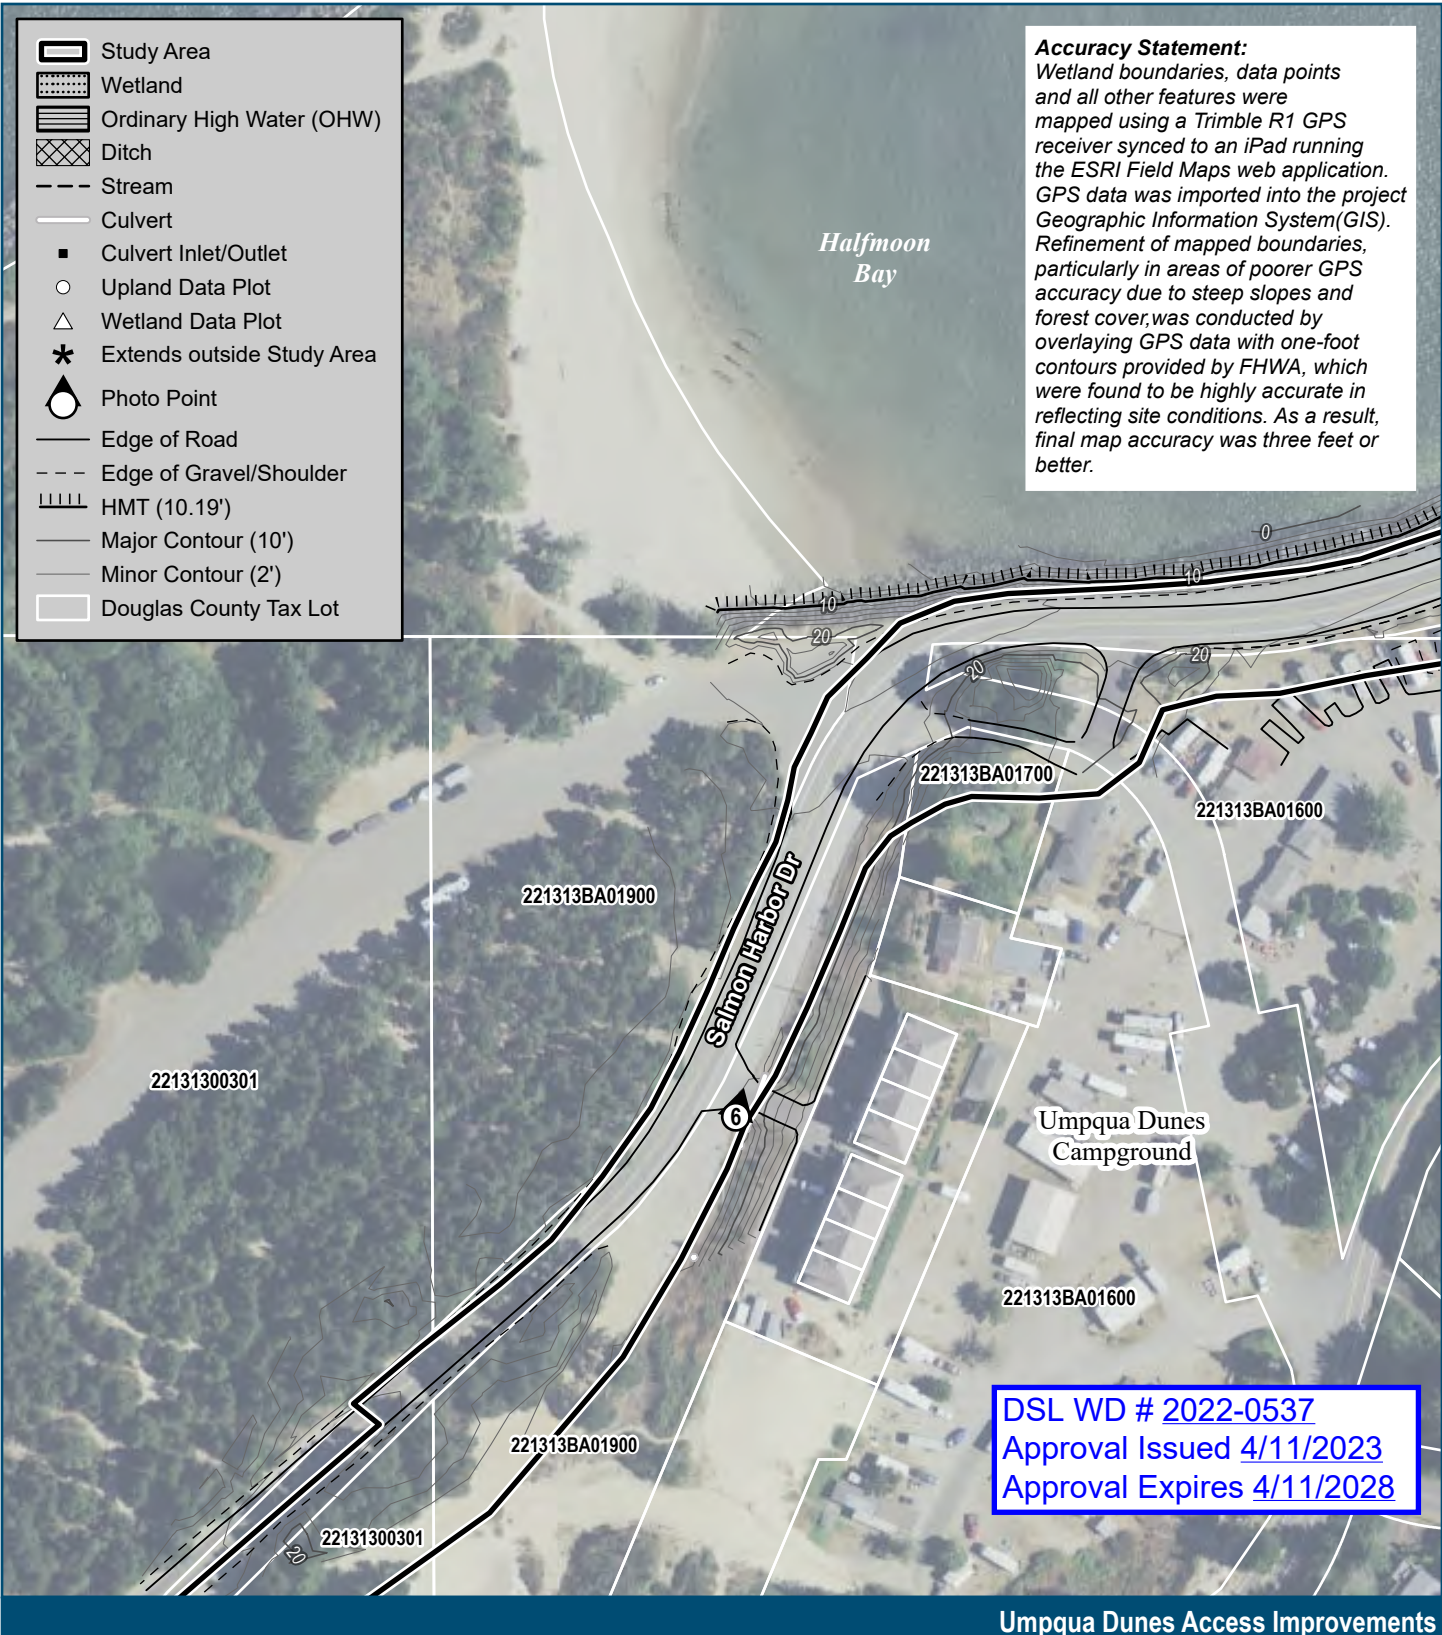 Study Area
Wetland
Ordinary High Water (OHW)
Ditch
Stream
Culvert
Culvert Inlet/Outlet
Upland Data Plot
Wetland Data Plot
Extends outside Study Area
Photo Point
Edge of Road
Edge of Gravel/Shoulder
HMT (10.19')
Major Contour (10')
Minor Contour (2')
Douglas County Tax Lot
Accuracy Statement:
Wetland boundaries, data points
and all other features were
mapped using a Trimble R1 GPS
receiver synced to an iPad running
the ESRI Field Maps web application.
GPS data was imported into the project
Geographic Information System(GIS).
Refinement of mapped boundaries,
particularly in areas of poorer GPS
accuracy due to steep slopes and
forest cover,was conducted by
overlaying GPS data with one-foot
contours provided by FHWA, which
were found to be highly accurate in
reflecting site conditions. As a result,
final map accuracy was three feet or
better.
Halfmoon
Bay
0
10
10
20
20
20
221313BA01700
221313BA01600
221313BA01900
Salmon Harbor Dr
22131300301
6
Umpqua Dunes
Campground
221313BA01600
221313BA01900
22131300301
20
DSL WD # 2022-0537
Approval Issued 4/11/2023
Approval Expires 4/11/2028
Umpqua Dunes Access Improvements